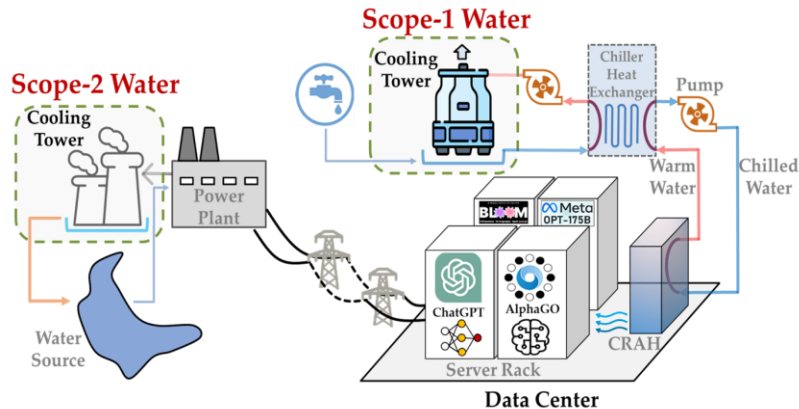 Scope-1 Water
Scope-2 Water
Cooling
Tower
Cooling
Tower
Chiller
Heat
Exchanger
Pump
Power
Plant
Warm
Water
Chilled
Water
BLOOM
Meta
OPT-175B
ChatGPT
AlphaGO
Water
Source
CRAH
Server Rack
Data Center